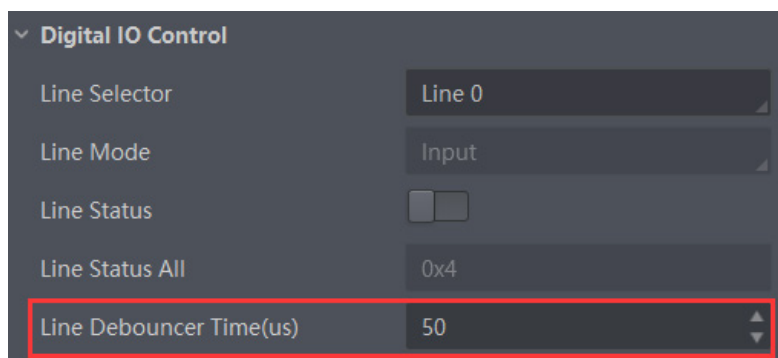 Digital IO Control
Line Selector Line 0
Line Mode Input
Line Status
Line Status All 0x4
Line Debouncer Time(us) 50